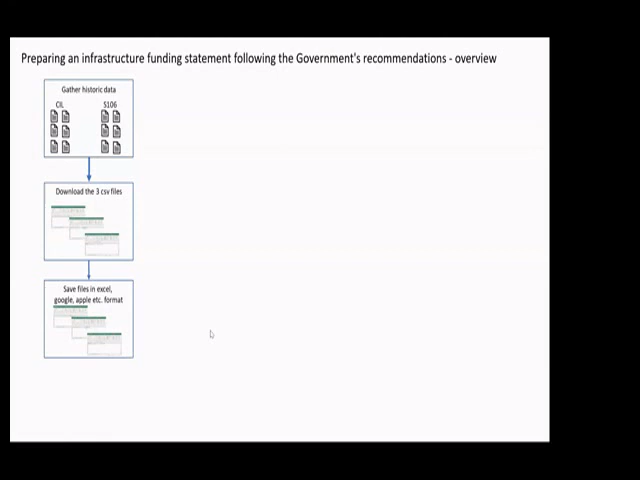 Preparing an infrastructure funding statement following the Government's recommendations - overview
Gather historic data
CIL S106
Download the 3 csv files
Save files in excel,
google, apple etc. format